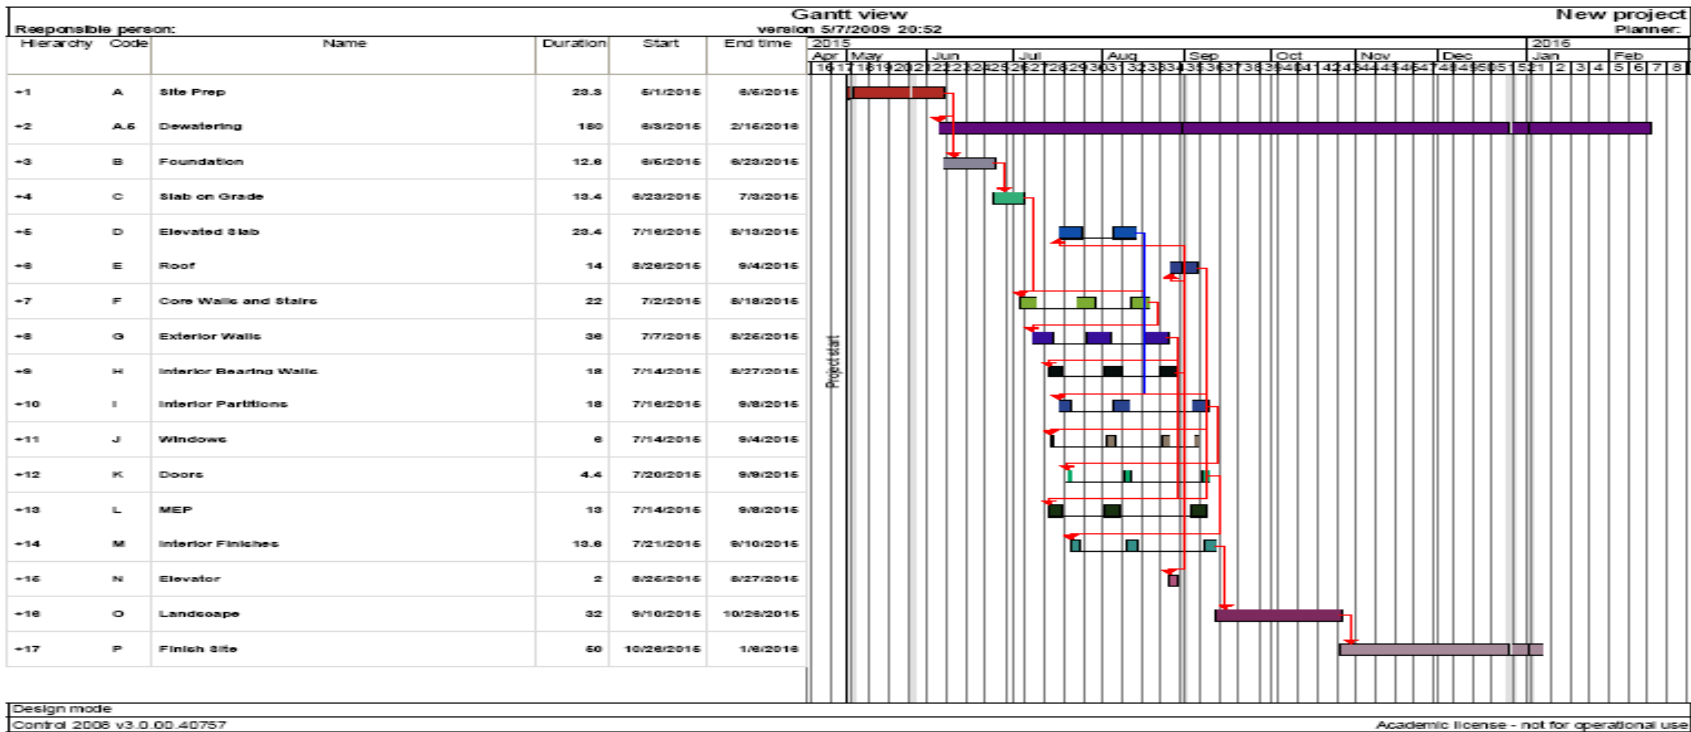 Gantt view
New project
Responsible person:
version 5/7/2009 20:52
Planner:
Hierarchy Code Name Duration Start End time 2015 2016
Apr May Jun Jul Aug Sep Oct Nov Dec Jan Feb
+1 A Site Prep 23.3 5/1/2015 6/5/2015
+2 A.5 Dewatering 180 6/3/2015 2/15/2016
+3 B Foundation 12.6 6/5/2015 6/23/2015
+4 C Slab on Grade 13.4 6/23/2015 7/3/2015
+5 D Elevated Slab 23.4 7/16/2015 8/13/2015
+6 E Roof 14 8/26/2015 9/4/2015
+7 F Core Walls and Stairs 22 7/2/2015 8/18/2015
+8 G Exterior Walls 36 7/7/2015 8/25/2015
+9 H Interior Bearing Walls 18 7/14/2015 8/27/2015
+10 I Interior Partitions 18 7/16/2015 9/8/2015
+11 J Windows 6 7/14/2015 9/4/2015
+12 K Doors 4.4 7/20/2015 9/9/2015
+13 L MEP 13 7/14/2015 9/8/2015
+14 M Interior Finishes 13.6 7/21/2015 9/10/2015
+15 N Elevator 2 8/25/2015 8/27/2015
+16 O Landscape 32 9/10/2015 10/26/2015
+17 P Finish Site 50 10/26/2015 1/6/2016
Project start
Design mode
Control 2008 v3.0.00.40757
Academic license - not for operational use